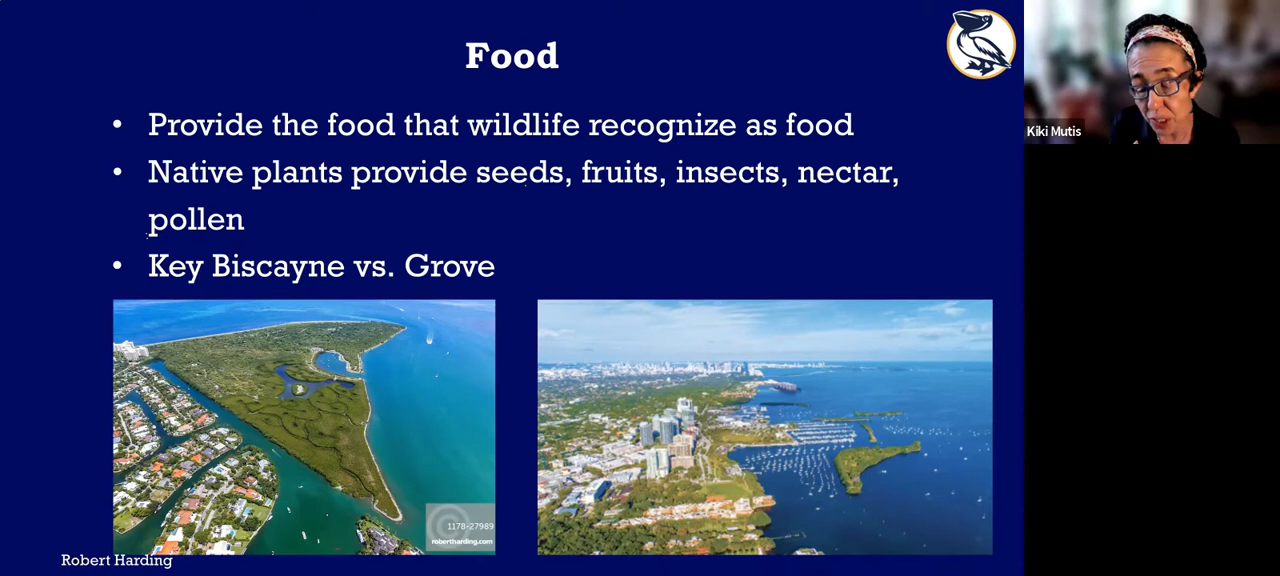 Food
• Provide the food that wildlife recognize as food
• Native plants provide seeds, fruits, insects, nectar,
pollen
• Key Biscayne vs. Grove
1178-27989
robertharding.com
Robert Harding
Kiki Mutis